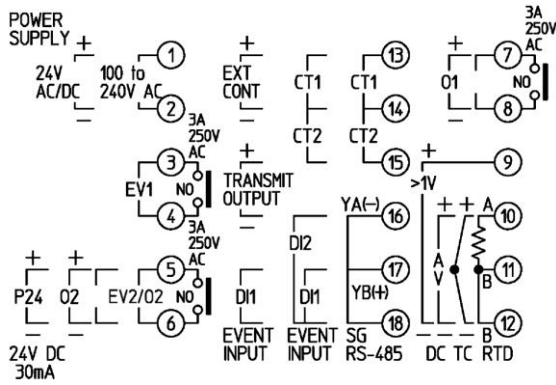 POWER
SUPPLY
+ + + 13 + 7 3A
250V
AC
24V
AC/DC
100 to
240V AC
1
EXT
CONT
CT1 CT1
O1
NO
2 14 8
− − − −
3A
250V
AC
CT2 CT2
3 + 15 + 9
EV1 NO TRANSMIT
OUTPUT
>1V
4 − YA(−) 16 + + A 10
3A
250V
AC
DI2
+ + 5 17 A
V B 11
P24 O2 EV2/O2 NO DI1 DI1 YB(+)
6 18 B 12
− − − − − −
24V DC
30mA
EVENT
INPUT
EVENT
INPUT
SG
RS-485
DC TC RTD